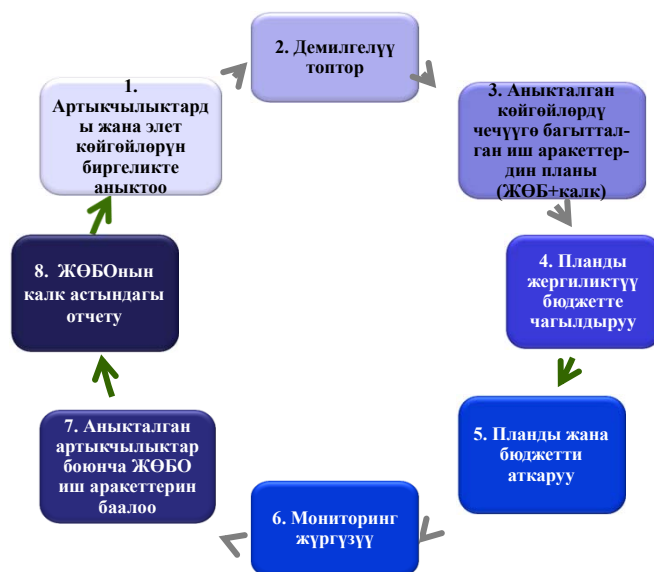 1.
Артыкчылыктард
ы жана элет
көйгөйлөрүн
биргеликте
аныктоо
2. Демилгелүү
топтор
3. Аныкталган
көйгөйлөрдү
чечүүгө багыттал-
ган иш аракеттер-
дин планы
(ЖӨБ+калк)
4. Планды
жергиликтүү
бюджетте
чагылдыруу
5. Планды жана
бюджетти
аткаруу
6. Мониторинг
жүргүзүү
7. Аныкталган
артыкчылыктар
боюнча ЖӨБО
иш аракеттерин
баалоо
8. ЖӨБОнын
калк астындагы
отчету